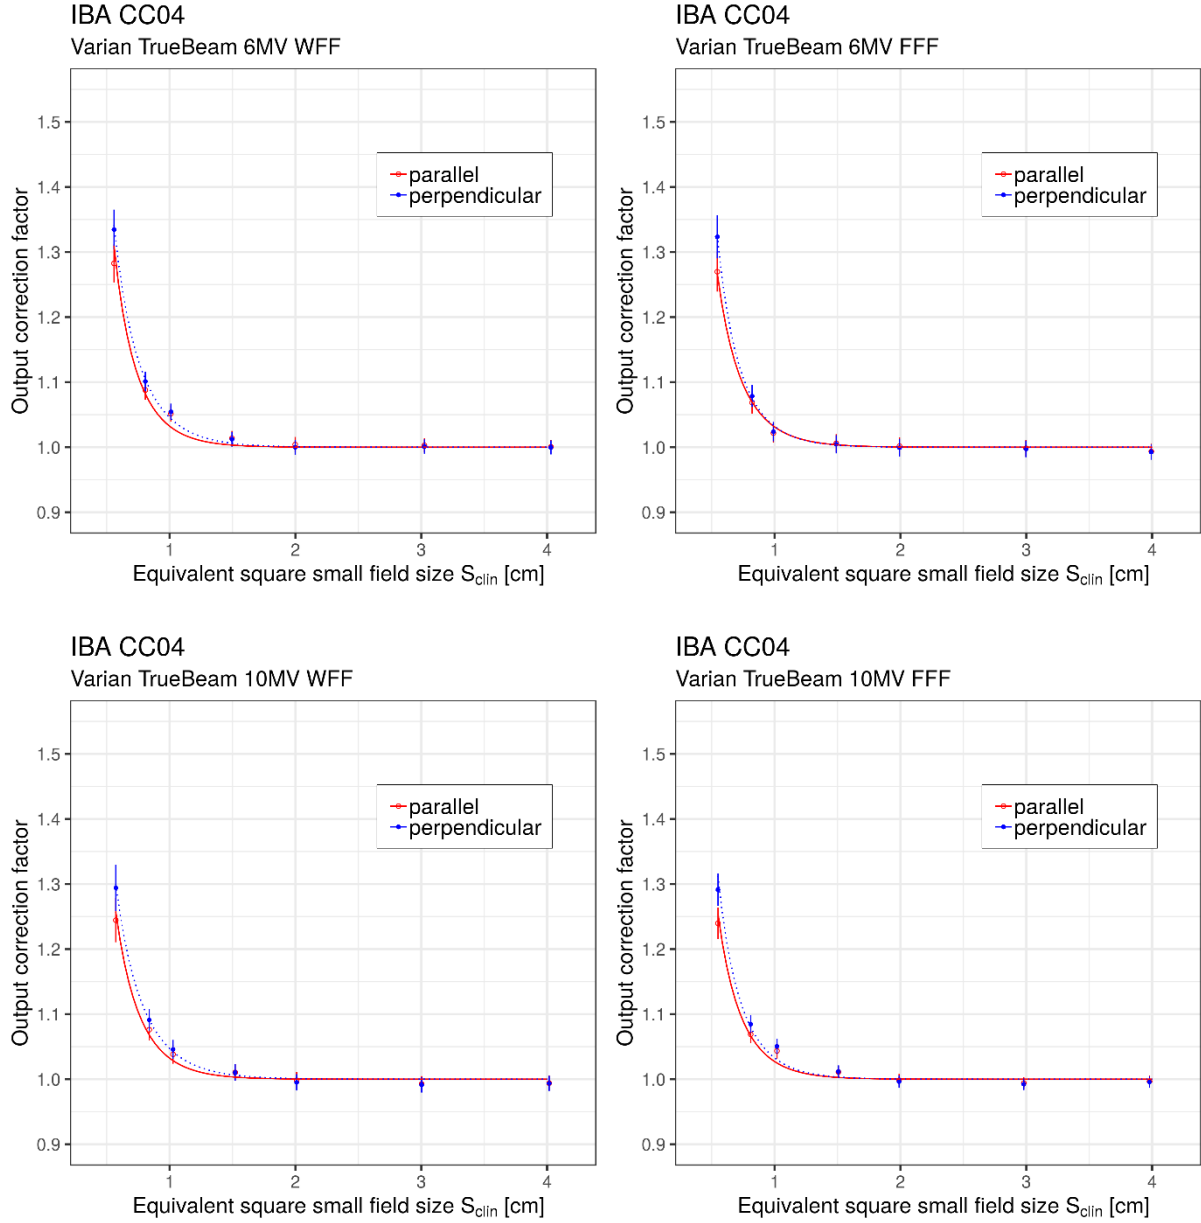 IBA CC04
Varian TrueBeam 6MV WFF
1.5
1.4
1.3
1.2
1.1
1.0
0.9
Output correction factor
parallel
perpendicular
1 2 3 4
Equivalent square small field size Sclin [cm]
IBA CC04
Varian TrueBeam 6MV FFF
1.5
1.4
1.3
1.2
1.1
1.0
0.9
Output correction factor
parallel
perpendicular
1 2 3 4
Equivalent square small field size Sclin [cm]
IBA CC04
Varian TrueBeam 10MV WFF
1.5
1.4
1.3
1.2
1.1
1.0
0.9
Output correction factor
parallel
perpendicular
1 2 3 4
Equivalent square small field size Sclin [cm]
IBA CC04
Varian TrueBeam 10MV FFF
1.5
1.4
1.3
1.2
1.1
1.0
0.9
Output correction factor
parallel
perpendicular
1 2 3 4
Equivalent square small field size Sclin [cm]